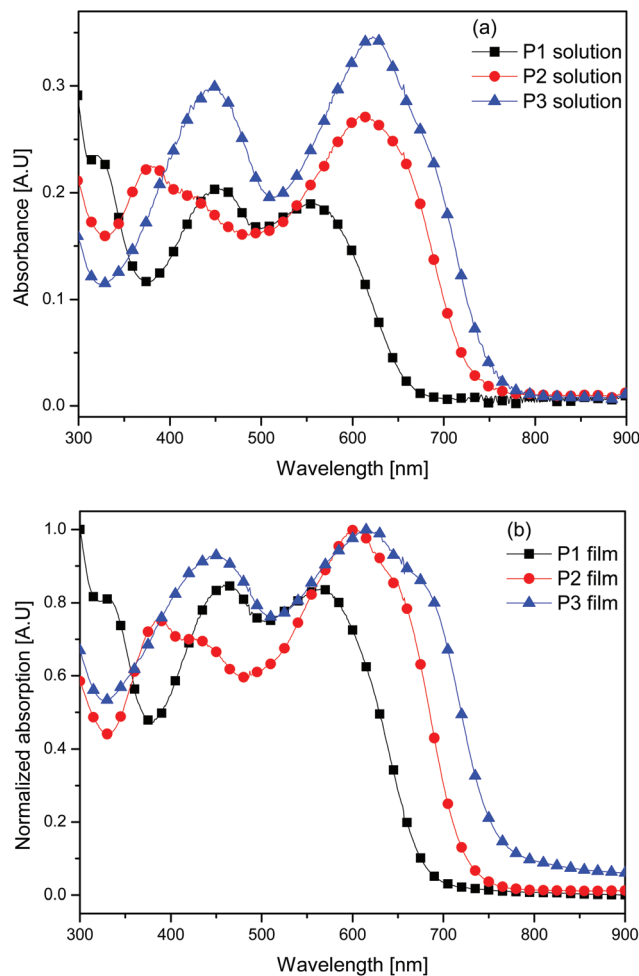 (a)
P1 solution
P2 solution
P3 solution
Absorbance [A.U]
0.3
0.2
0.1
0.0
300 400 500 600 700 800 900
Wavelength [nm]
(b)
P1 film
P2 film
P3 film
Normalized absorption [A.U]
1.0
0.8
0.6
0.4
0.2
0.0
300 400 500 600 700 800 900
Wavelength [nm]